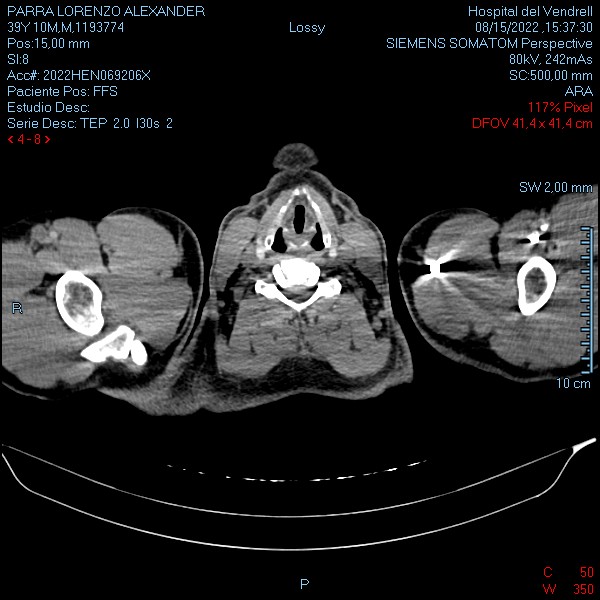 PARRA LORENZO ALEXANDER
39Y 10M,M,1193774
Pos:15,00 mm
SI:8
Acc#: 2022HEN069206X
Paciente Pos: FFS
Estudio Desc:
Serie Desc: TEP 2.0 I30s 2
< 4 - 8 >
Lossy
Hospital del Vendrell
08/15/2022 ,15:37:30
SIEMENS SOMATOM Perspective
80kV, 242mAs
SC:500,00 mm
ARA
117% Pixel
DFOV 41,4 x 41,4 cm
SW 2,00 mm
R
10 cm
P
C 50
W 350